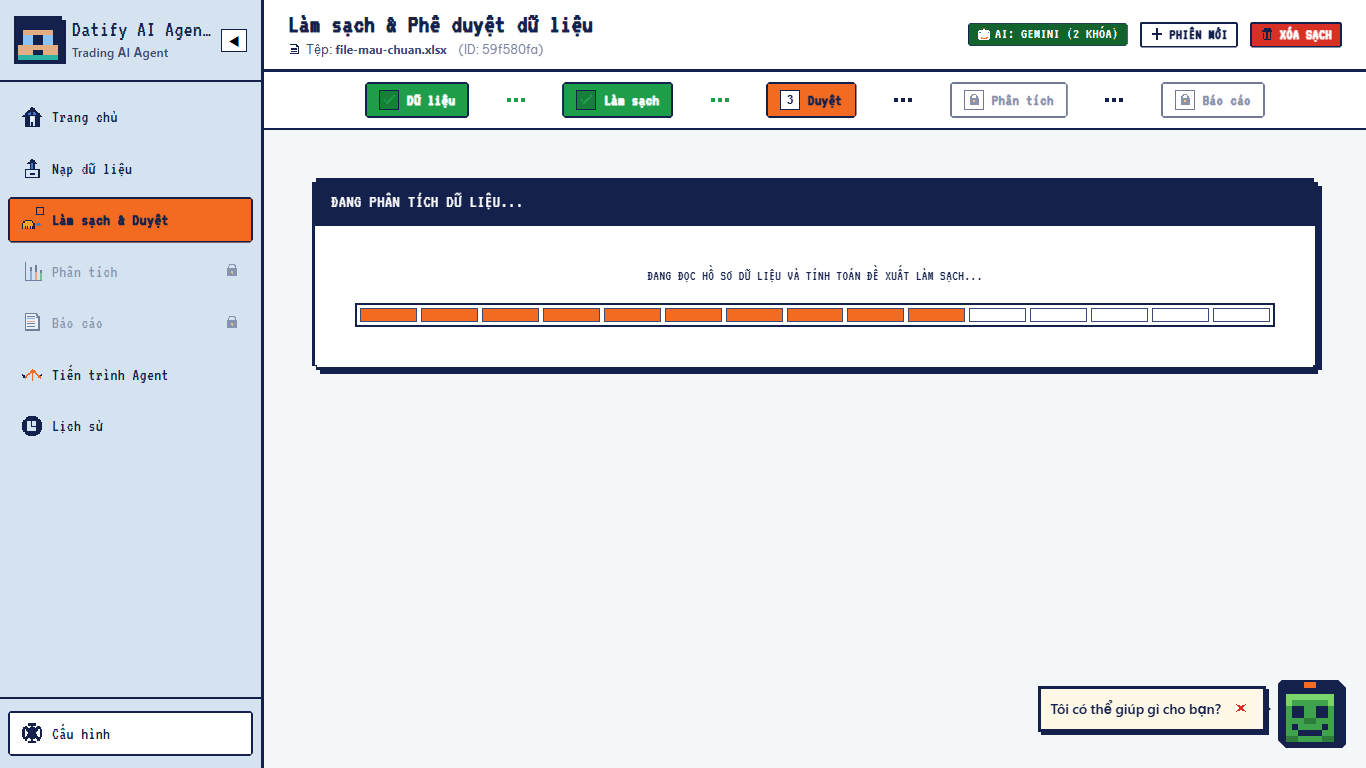 Datify AI Agen…
Trading AI Agent
Trang chủ
Nạp dữ liệu
Làm sạch & Duyệt
Phân tích
Báo cáo
Tiến trình Agent
Lịch sử
Cấu hình
Làm sạch & Phê duyệt dữ liệu
Tệp: file-mau-chuan.xlsx (ID: 59f580fa)
AI: GEMINI (2 KHÓA)
PHIÊN MỚI
XÓA SẠCH
Dữ liệu
Làm sạch
3 Duyệt
Phân tích
Báo cáo
ĐANG PHÂN TÍCH DỮ LIỆU...
ĐANG ĐỌC HỒ SƠ DỮ LIỆU VÀ TÍNH TOÁN ĐỀ XUẤT LÀM SẠCH...
Tôi có thể giúp gì cho bạn?